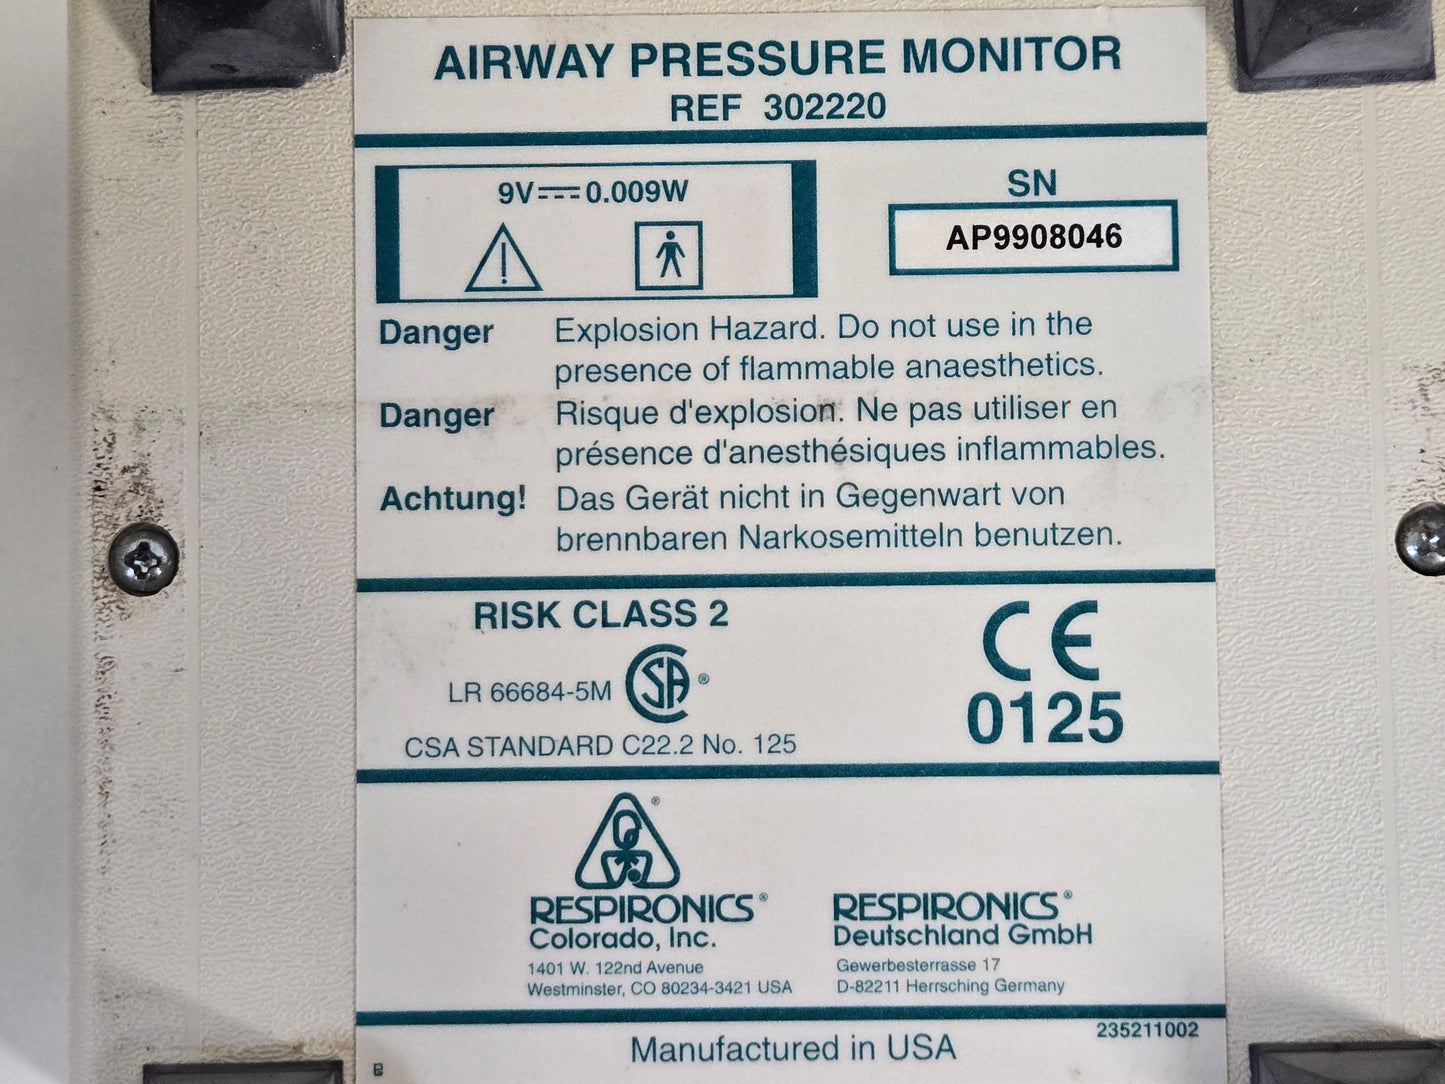 AIRWAY PRESSURE MONITOR
REF 302220
9V 0.009W
SN
AP9908046
Danger Explosion Hazard. Do not use in the
presence of flammable anaesthetics.
Danger Risque d'explosion. Ne pas utiliser en
présence d'anesthésiques inflammables.
Achtung! Das Gerät nicht in Gegenwart von
brennbaren Narkosemitteln benutzen.
RISK CLASS 2
LR 66684-5M CSA ®
CSA STANDARD C22.2 No. 125
CE
0125
®
RESPIRONICS®
Colorado, Inc.
1401 W. 122nd Avenue
Westminster, CO 80234-3421 USA
RESPIRONICS®
Deutschland GmbH
Gewerbesterrasse 17
D-82211 Herrsching Germany
235211002
Manufactured in USA